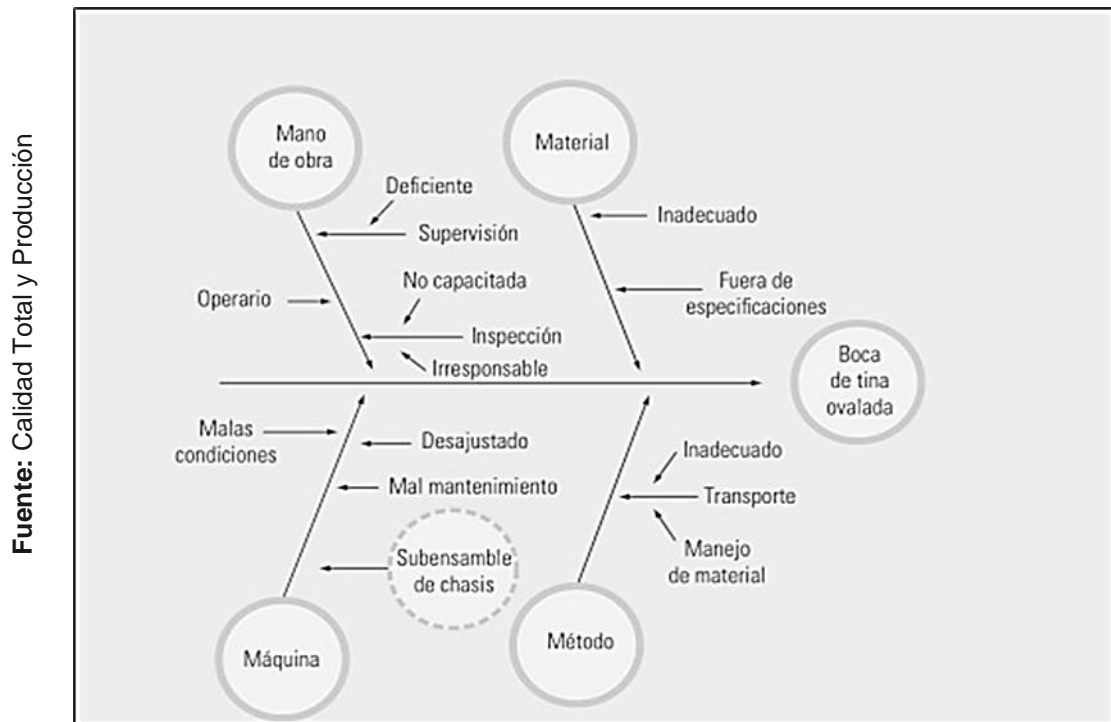 Fuente: Calidad Total y Producción
Mano
de obra
Material
Deficiente
Supervisión
Inadecuado
No capacitada
Operario
Fuera de
especificaciones
Inspección
Irresponsable
Boca
de tina
ovalada
Malas
condiciones
Desajustado
Inadecuado
Mal mantenimiento
Transporte
Subensamble
de chasis
Manejo
de material
Máquina
Método